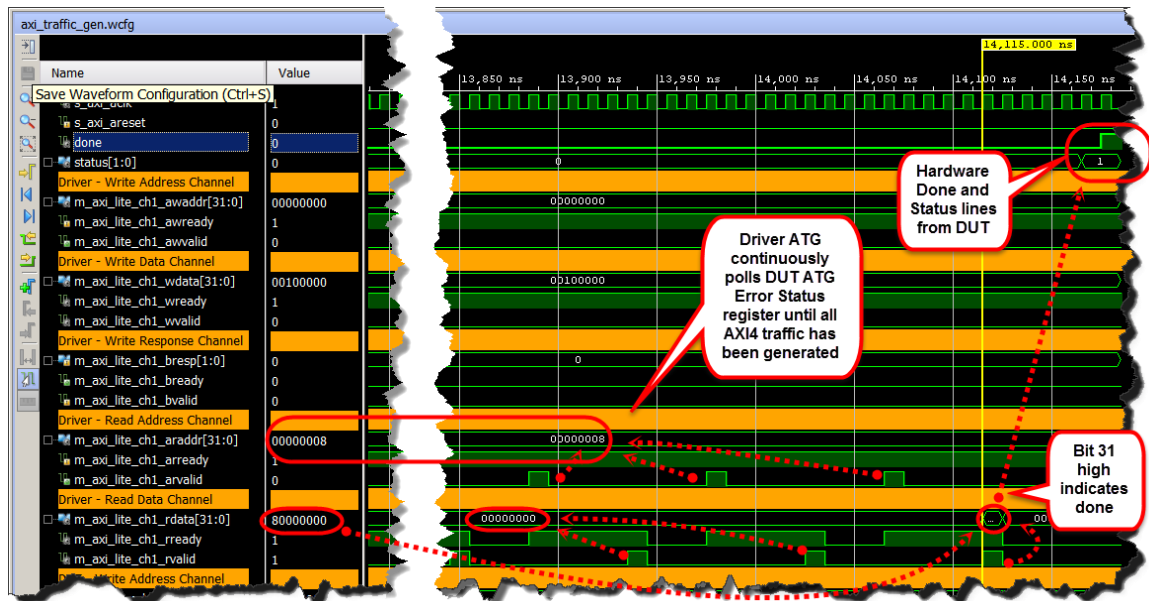 axi_traffic_gen.wcfg
14,115.000 ns
Name Value
13,850 ns 13,900 ns 13,950 ns 14,000 ns 14,050 ns 14,100 ns 14,150 ns
Save Waveform Configuration (Ctrl+S)
s_axi_aclk 1
s_axi_areset 0
done 0
status[1:0] 0 0 1
Driver - Write Address Channel
m_axi_lite_ch1_awaddr[31:0] 00000000 00000000
m_axi_lite_ch1_awready 1
m_axi_lite_ch1_awvalid 0
Driver - Write Data Channel
m_axi_lite_ch1_wdata[31:0] 00100000 00100000
m_axi_lite_ch1_wready 1
m_axi_lite_ch1_wvalid 0
Driver - Write Response Channel
m_axi_lite_ch1_bresp[1:0] 0 0
m_axi_lite_ch1_bready 0
m_axi_lite_ch1_bvalid 0
Driver - Read Address Channel
m_axi_lite_ch1_araddr[31:0] 00000008 00000008
m_axi_lite_ch1_arready 1
m_axi_lite_ch1_arvalid 0
Driver - Read Data Channel
m_axi_lite_ch1_rdata[31:0] 80000000 00000000 ... 00
m_axi_lite_ch1_rready 1
m_axi_lite_ch1_rvalid 1
Write Address Channel
Hardware
Done and
Status lines
from DUT
Driver ATG
continuously
polls DUT ATG
Error Status
register until all
AXI4 traffic has
been generated
Bit 31
high
indicates
done